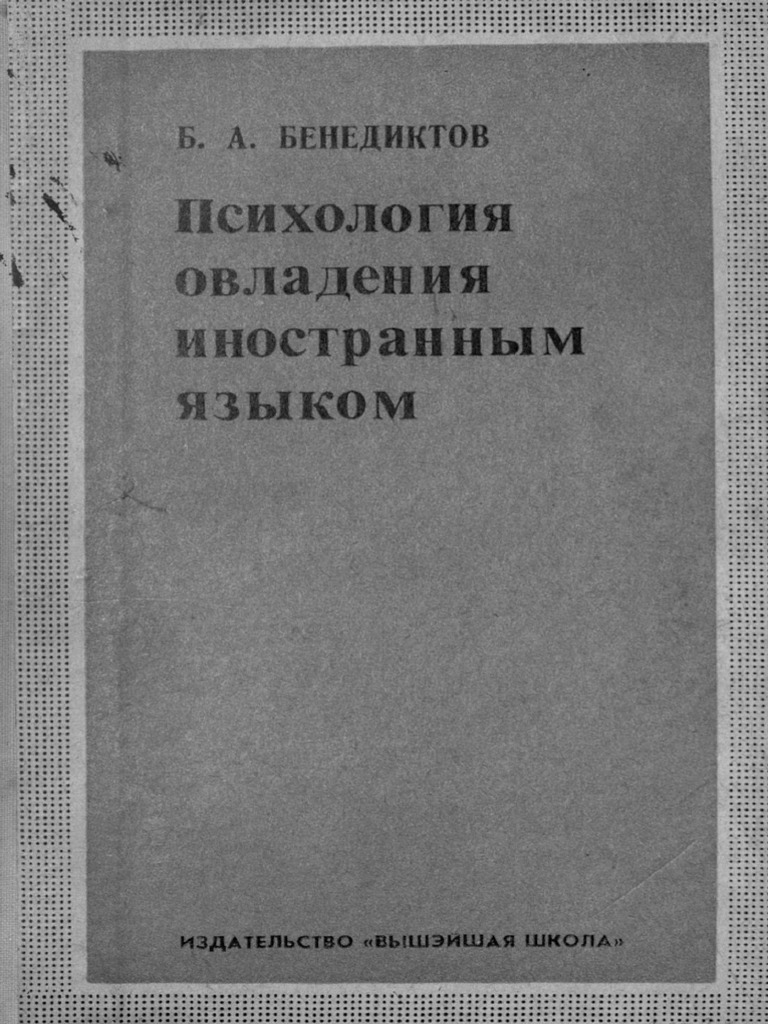 Б. А. БЕНЕДИКТОВ
Психология
овладения
иностранным
языком
ИЗДАТЕЛЬСТВО «ВЫШЭЙШАЯ ШКОЛА»